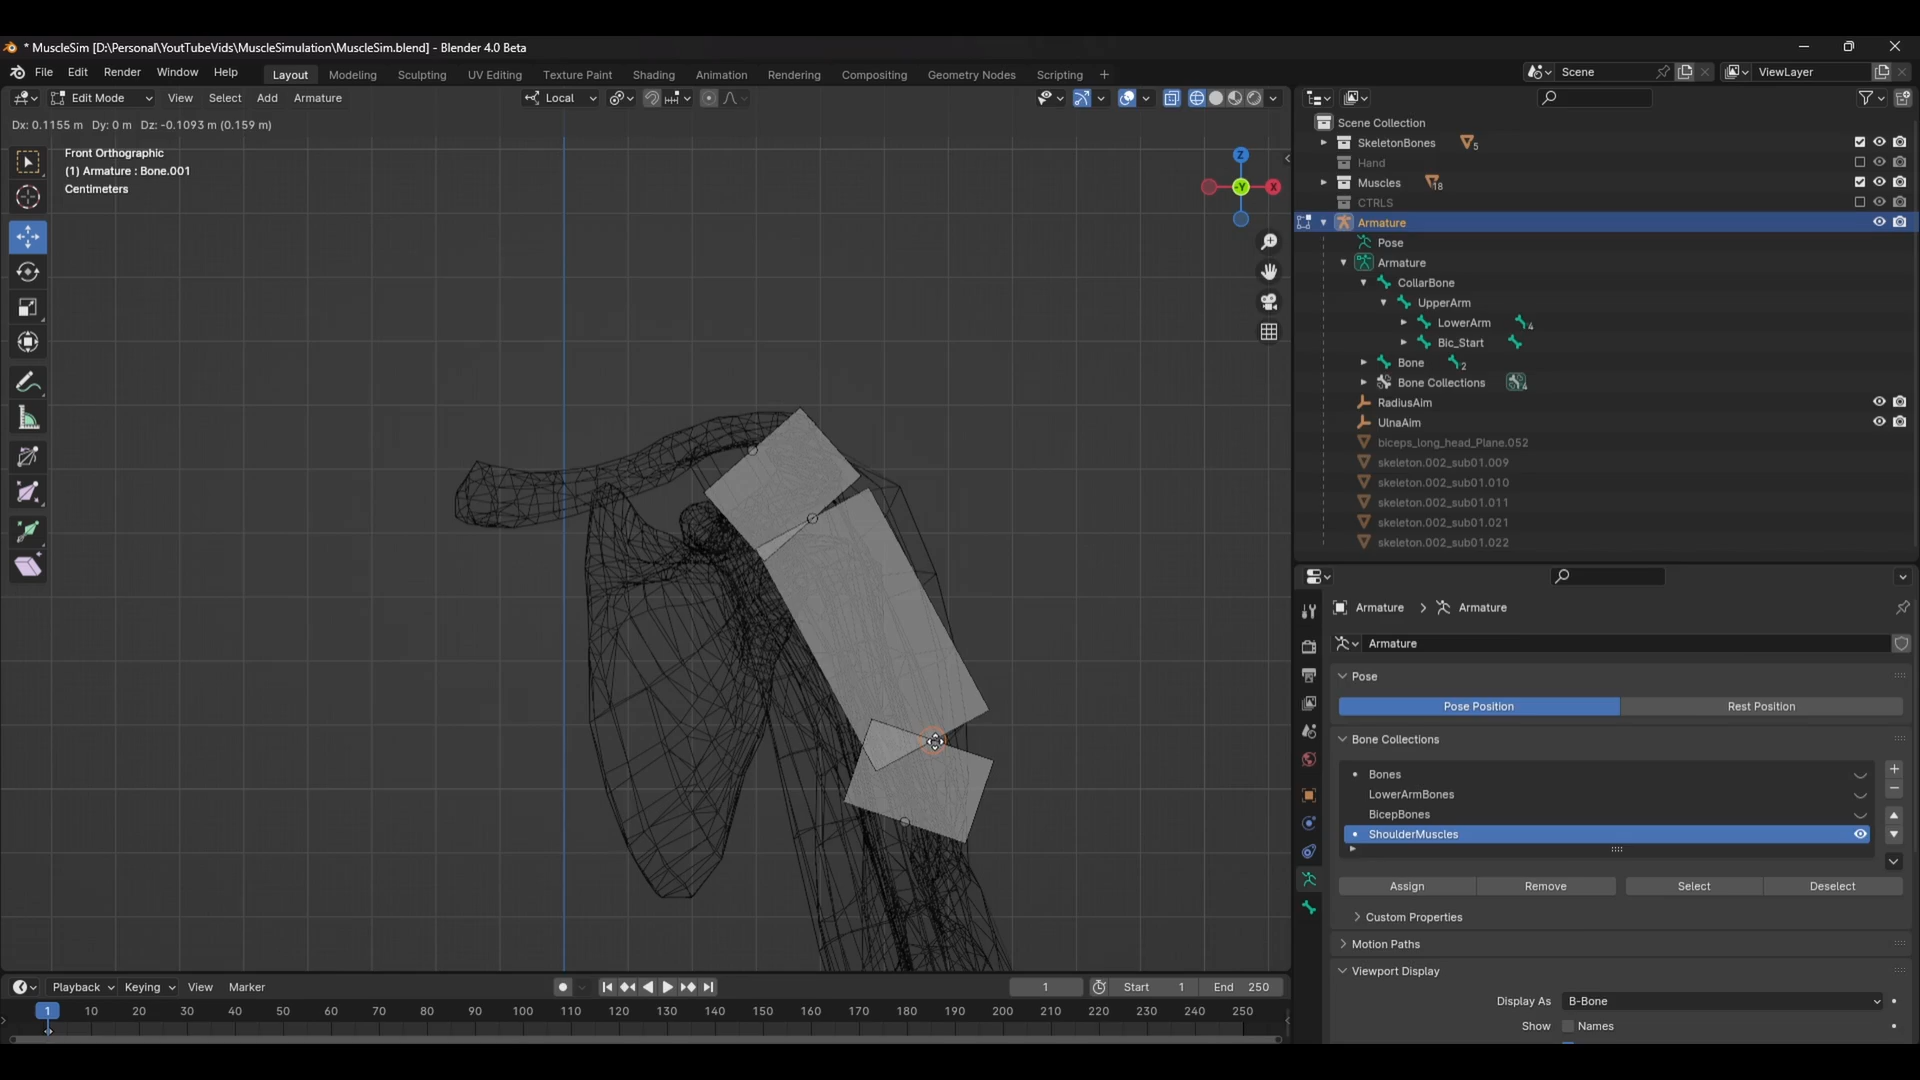 * MuscleSim [D:\Personal\YoutTubeVids\MuscleSimulation\MuscleSim.blend] - Blender 4.0 Beta
File Edit Render Window Help Layout Modeling Sculpting UV Editing Texture Paint Shading Animation Rendering Compositing Geometry Nodes Scripting + Scene ViewLayer
Edit Mode View Select Add Armature Local
Dx: 0.1155 m Dy: 0 m Dz: -0.1093 m (0.159 m)
Front Orthographic
(1) Armature : Bone.001
Centimeters
Z
-Y X
Scene Collection
SkeletonBones 5
Hand
Muscles 18
CTRLS
Armature
Pose
Armature
CollarBone
UpperArm
LowerArm 4
Bic_Start
Bone 2
Bone Collections 4
RadiusAim
UlnaAim
biceps_long_head_Plane.052
skeleton.002_sub01.009
skeleton.002_sub01.010
skeleton.002_sub01.011
skeleton.002_sub01.021
skeleton.002_sub01.022
Armature Armature
Armature
Pose
Pose Position Rest Position
Bone Collections
Bones
LowerArmBones
BicepBones
ShoulderMuscles
Assign Remove Select Deselect
Custom Properties
Motion Paths
Viewport Display
Display As B-Bone
Show Names
Playback Keying View Marker 1 Start 1 End 250
1 10 20 30 40 50 60 70 80 90 100 110 120 130 140 150 160 170 180 190 200 210 220 230 240 250